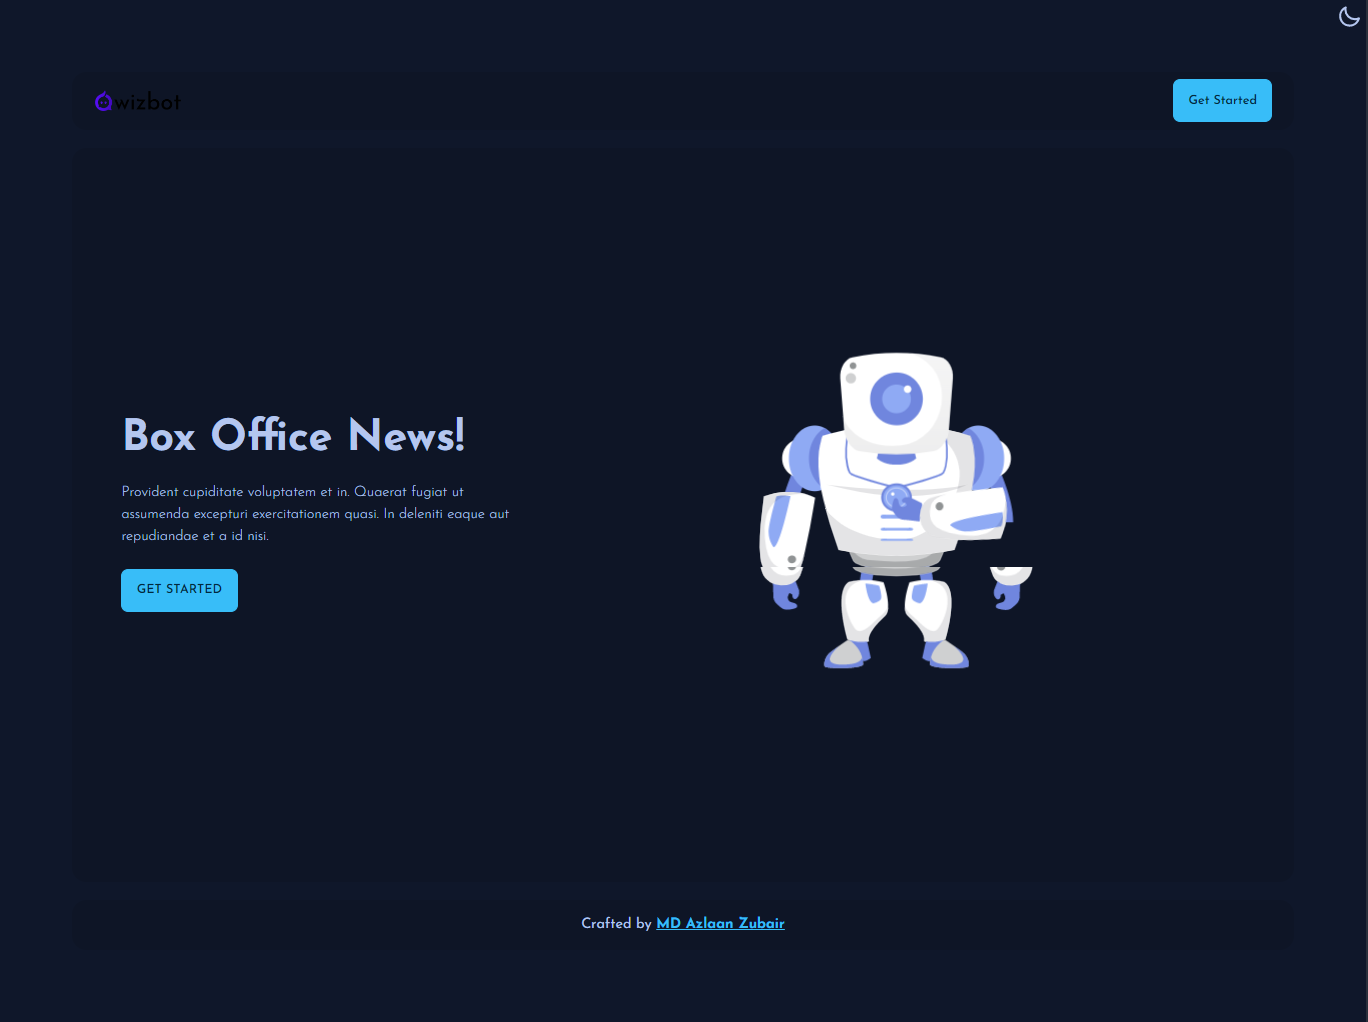 Qwizbot
Get Started
Box Office News!
Provident cupiditate voluptatem et in. Quaerat fugiat ut
assumenda excepturi exercitationem quasi. In deleniti eaque aut
repudiandae et a id nisi.
GET STARTED
Crafted by MD Azlaan Zubair